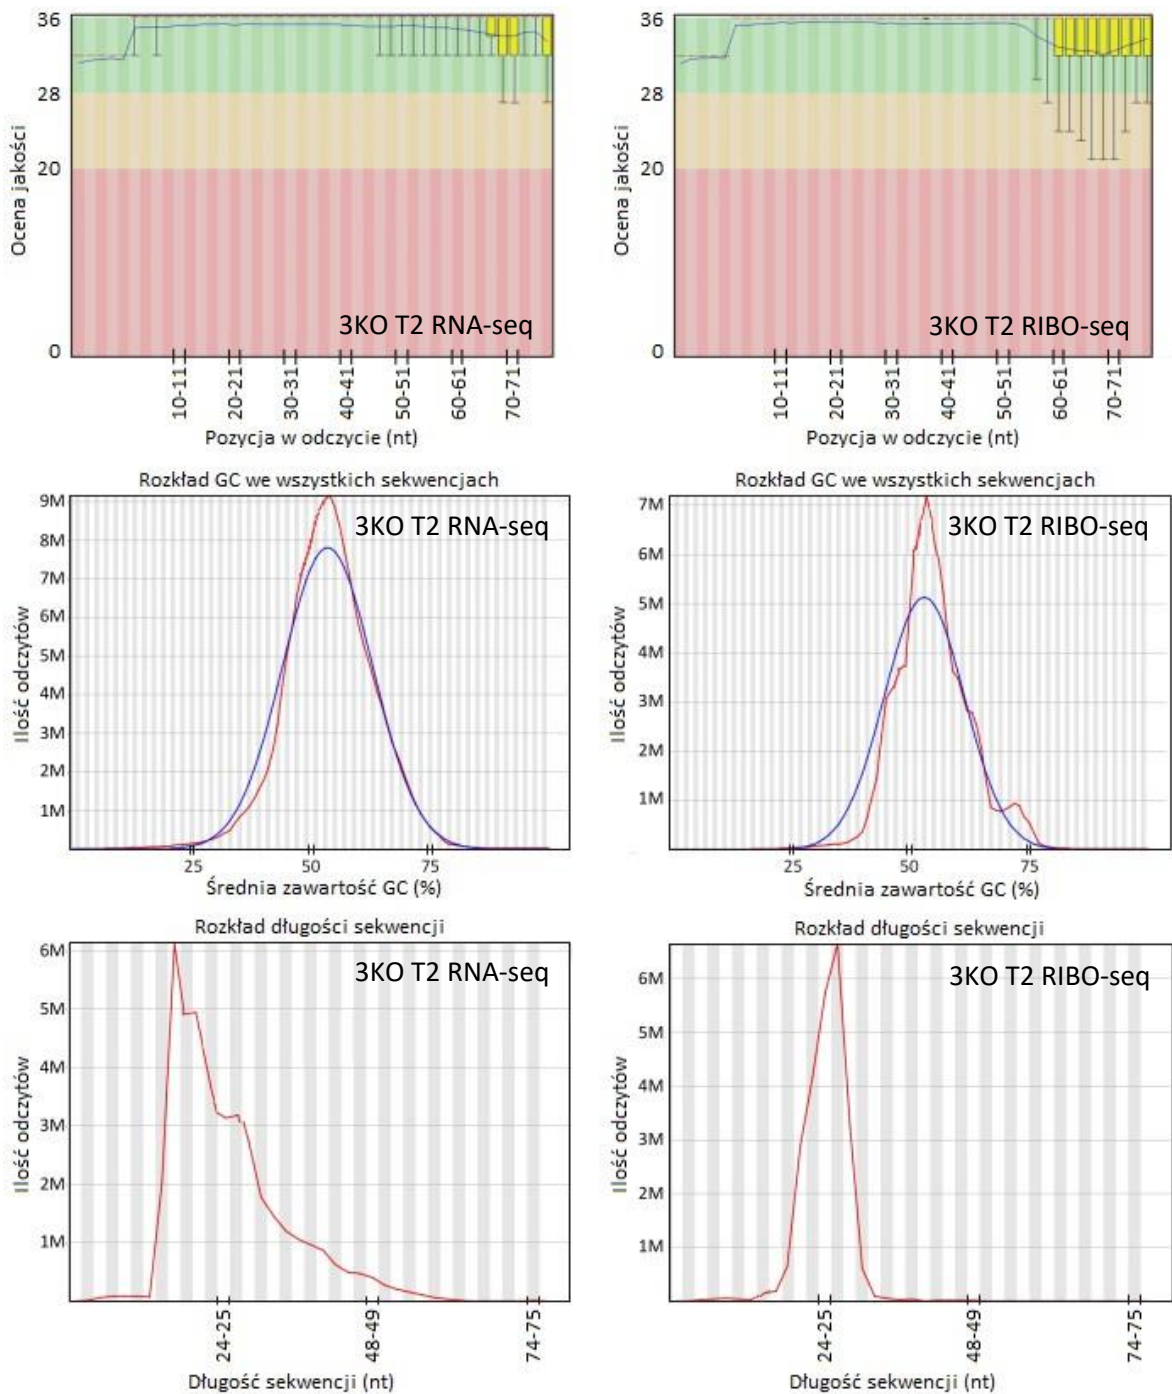 36
28
20
0
Ocena jakości
3KO T2 RNA-seq
10-11
20-21
30-31
40-41
50-51
60-61
70-71
Pozycja w odczycie (nt)
36
28
20
0
Ocena jakości
3KO T2 RIBO-seq
10-11
20-21
30-31
40-41
50-51
60-61
70-71
Pozycja w odczycie (nt)
Rozkład GC we wszystkich sekwencjach
9M
8M
7M
6M
5M
4M
3M
2M
1M
Ilość odczytów
3KO T2 RNA-seq
25
50
75
Średnia zawartość GC (%)
Rozkład GC we wszystkich sekwencjach
7M
6M
5M
4M
3M
2M
1M
Ilość odczytów
3KO T2 RIBO-seq
25
50
75
Średnia zawartość GC (%)
Rozkład długości sekwencji
6M
5M
4M
3M
2M
1M
Ilość odczytów
3KO T2 RNA-seq
24-25
48-49
74-75
Długość sekwencji (nt)
Rozkład długości sekwencji
6M
5M
4M
3M
2M
1M
Ilość odczytów
3KO T2 RIBO-seq
24-25
48-49
74-75
Długość sekwencji (nt)